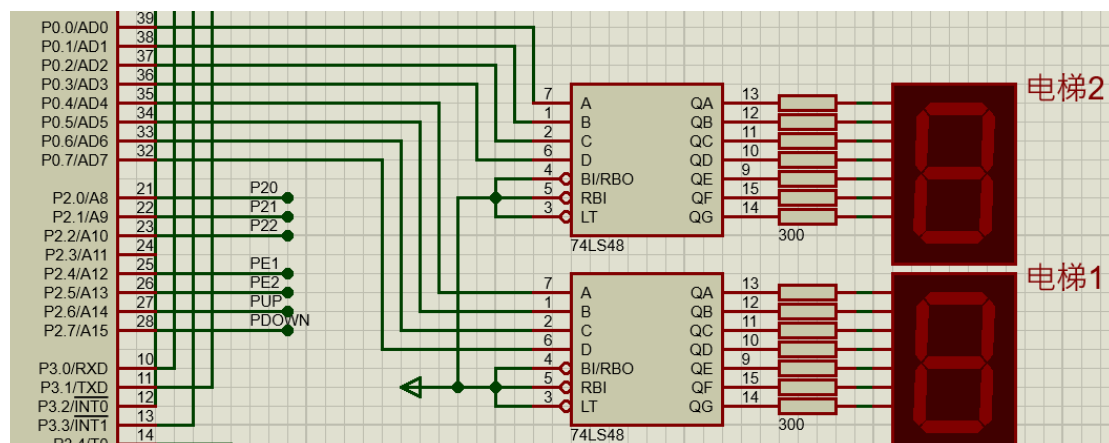 39
P0.0/AD0
38
P0.1/AD1
37
P0.2/AD2
36
P0.3/AD3
35
P0.4/AD4
34
P0.5/AD5
33
P0.6/AD6
32
P0.7/AD7
21
P2.0/A8
P20
22
P2.1/A9
P21
23
P2.2/A10
P22
24
P2.3/A11
25
P2.4/A12
PE1
26
P2.5/A13
PE2
27
P2.6/A14
PUP
28
P2.7/A15
PDOWN
10
P3.0/RXD
11
P3.1/TXD
12
P3.2/INT0
13
P3.3/INT1
14
P3.4/T0
7 A QA 13
1 B QB 12
2 C QC 11
6 D QD 10
4 BI/RBO QE 9
5 RBI QF 15
3 LT QG 14
74LS48
300
电梯2
7 A QA 13
1 B QB 12
2 C QC 11
6 D QD 10
4 BI/RBO QE 9
5 RBI QF 15
3 LT QG 14
74LS48
300
电梯1